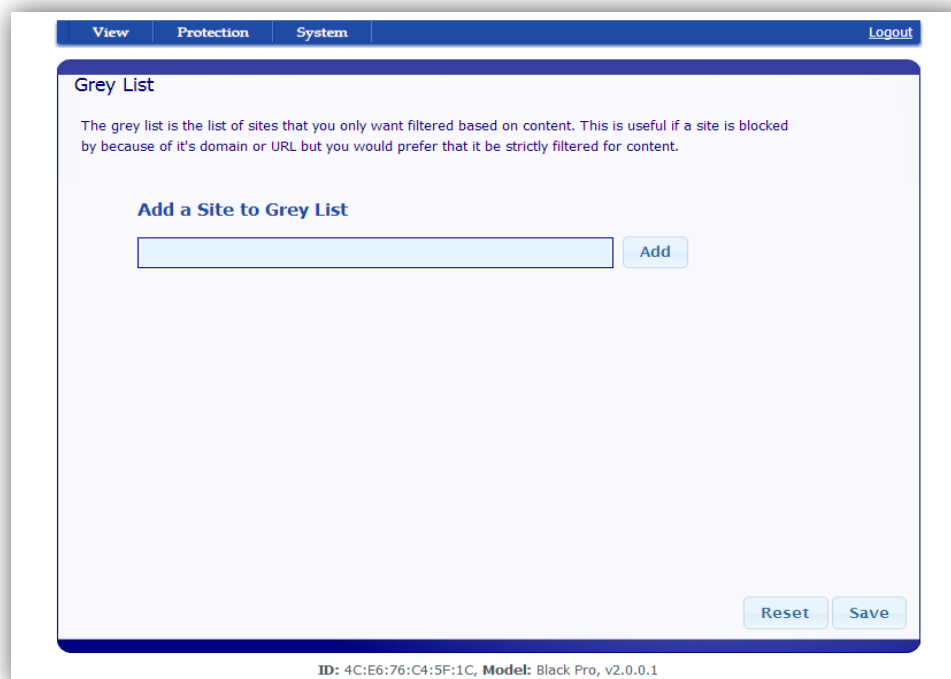 View Protection System Logout
Grey List
The grey list is the list of sites that you only want filtered based on content. This is useful if a site is blocked
by because of it's domain or URL but you would prefer that it be strictly filtered for content.
Add a Site to Grey List
Add
Reset Save
ID: 4C:E6:76:C4:5F:1C, Model: Black Pro, v2.0.0.1